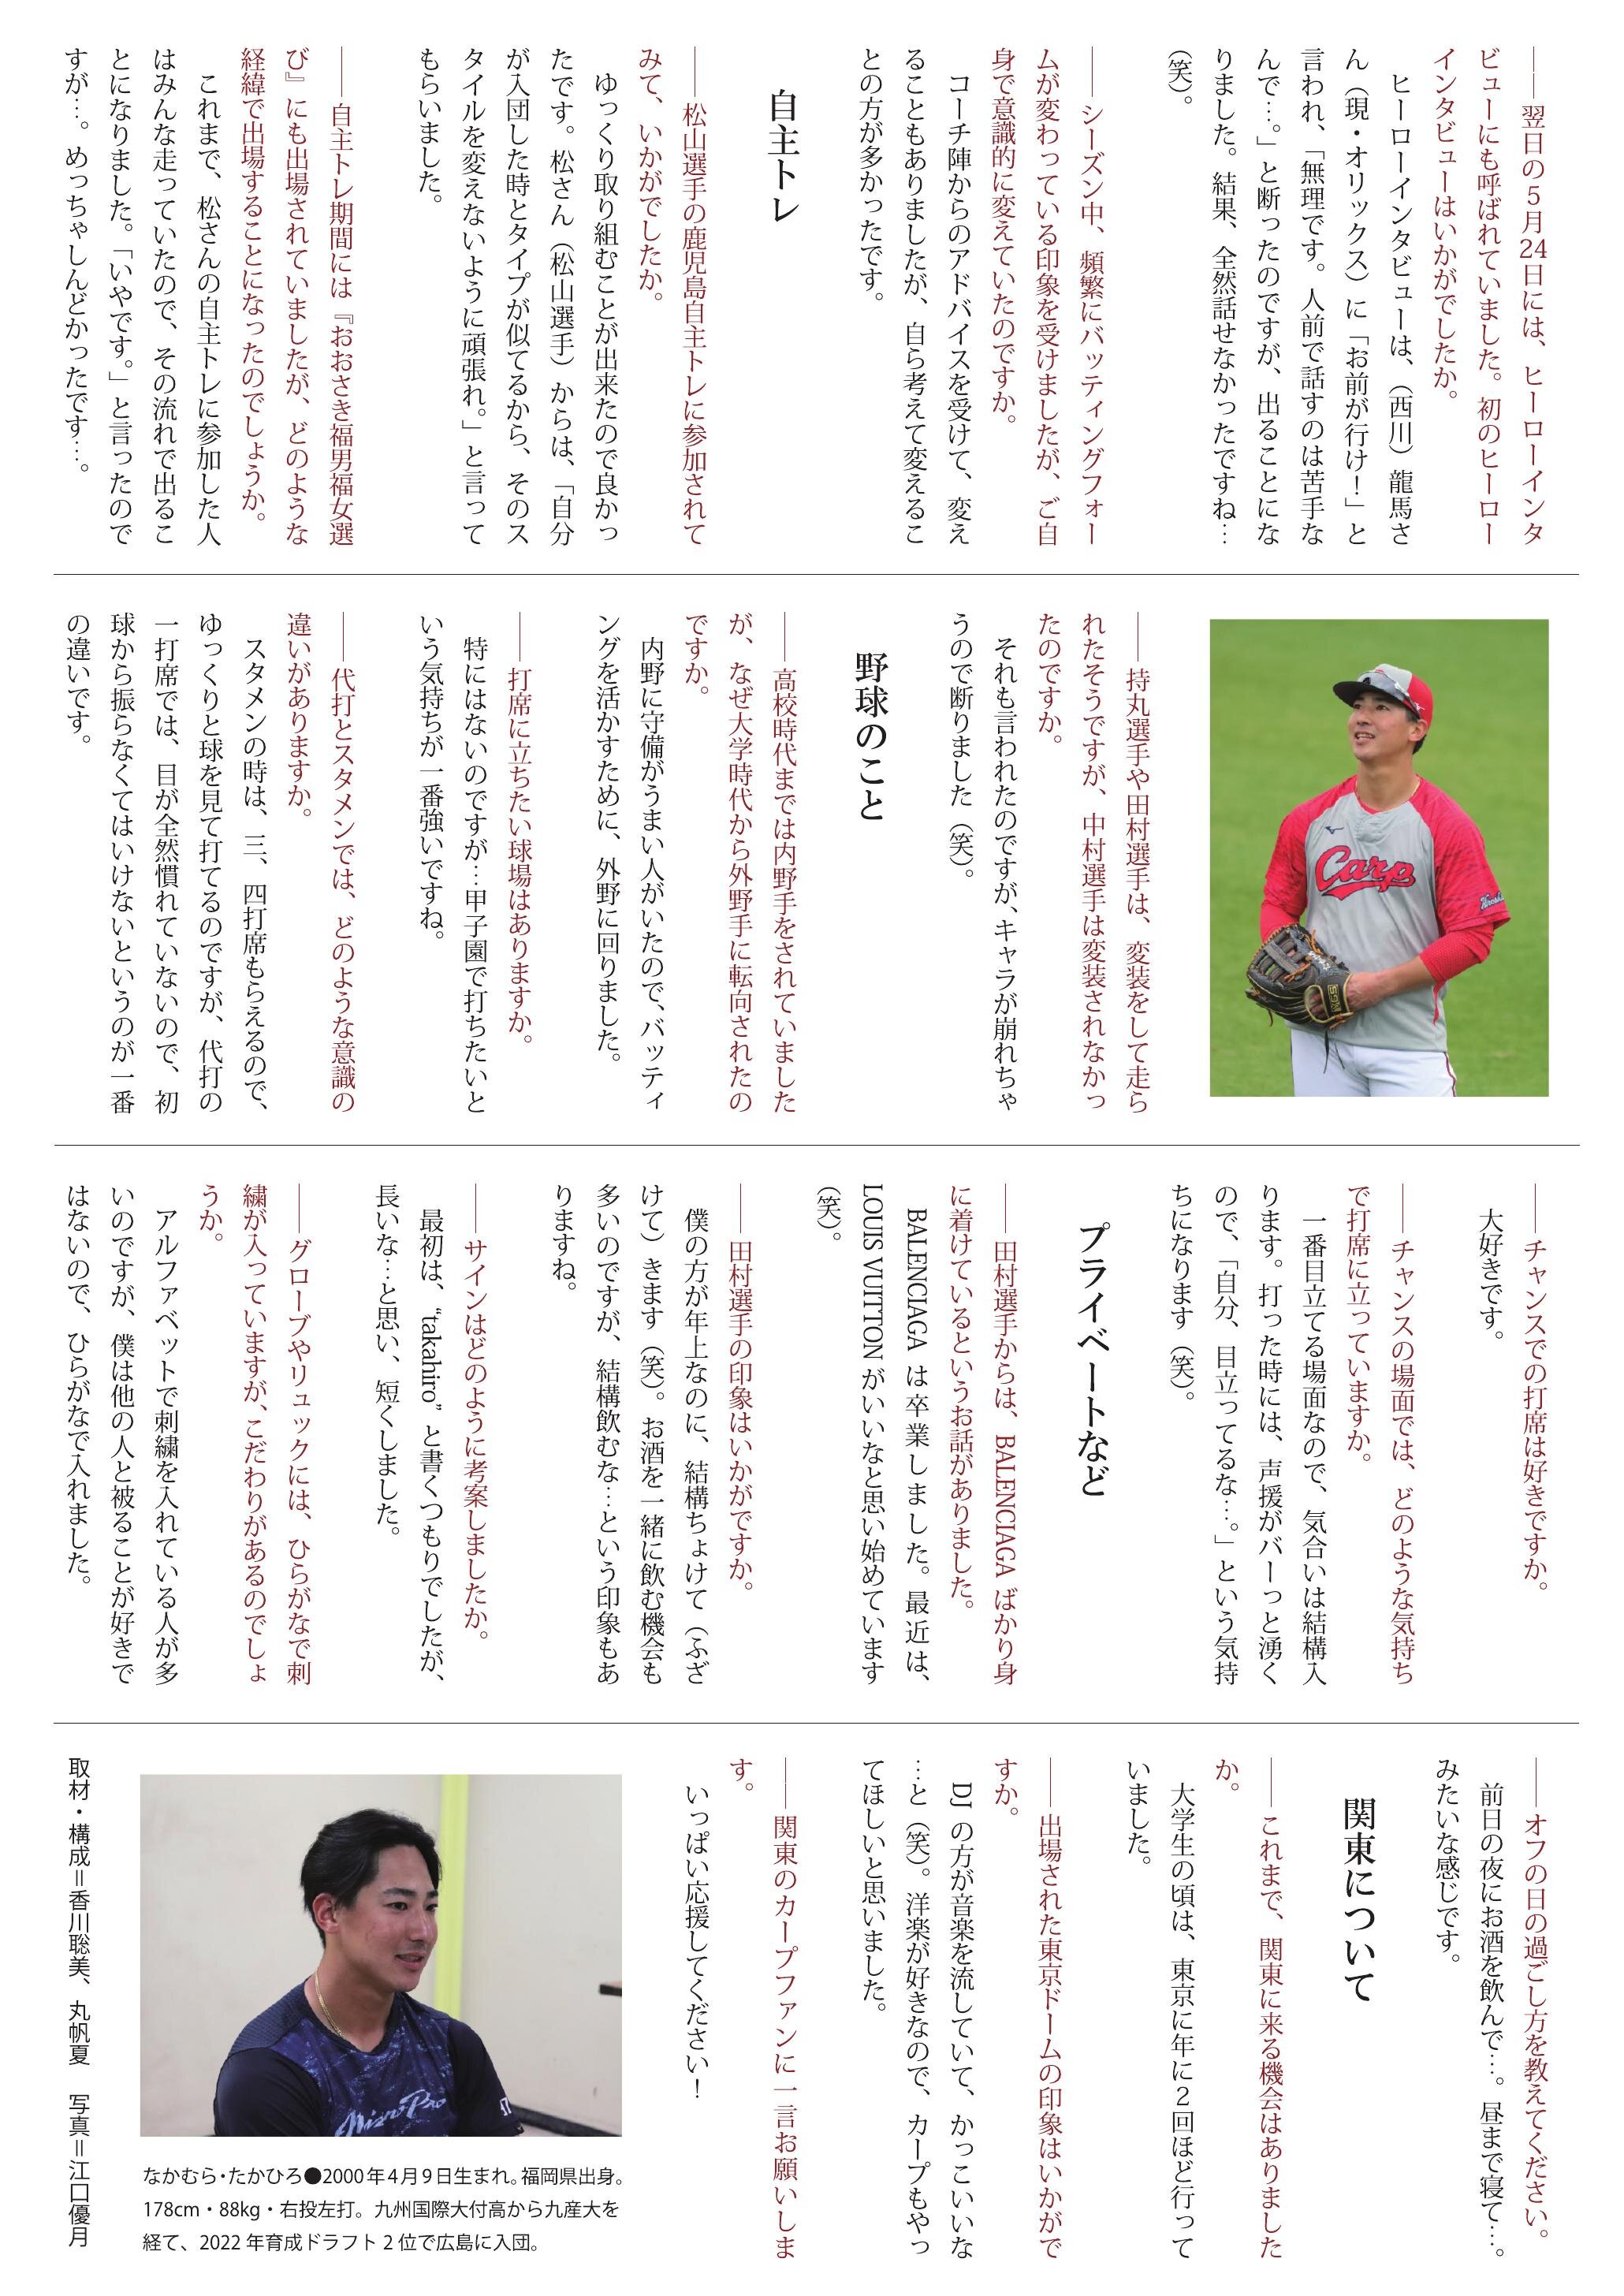 ――翌日の5月24日には、ヒーローインタ
ビューにも呼ばれていました。初のヒーロー
インタビューはいかがでしたか。
ヒーローインタビューは、（西川）龍馬さ
ん（現・オリックス）に「お前が行け！」と
言われ、「無理です。人前で話すのは苦手な
んで…。」と断ったのですが、出ることにな
りました。結果、全然話せなかったですね…
（笑）。
――シーズン中、頻繁にバッティングフォー
ムが変わっている印象を受けましたが、ご自
身で意識的に変えていたのですか。
コーチ陣からのアドバイスを受けて、変え
ることもありましたが、自ら考えて変えるこ
との方が多かったです。
自主トレ
――松山選手の鹿児島自主トレに参加されて
みて、いかがでしたか。
ゆっくり取り組むことが出来たので良かっ
たです。松さん（松山選手）からは、「自分
が入団した時とタイプが似てるから、そのス
タイルを変えないように頑張れ。」と言って
もらいました。
――自主トレ期間には『おおさき福男福女選
び』にも出場されていましたが、どのような
経緯で出場することになったのでしょうか。
これまで、松さんの自主トレに参加した人
はみんな走っていたので、その流れで出るこ
とになりました。「いやです。」と言ったので
すが…。めっちゃしんどかったです…。
Carp
――持丸選手や田村選手は、変装をして走ら
れたそうですが、中村選手は変装されなかっ
たのですか。
それも言われたのですが、キャラが崩れちゃ
うので断りました（笑）。
野球のこと
――高校時代までは内野手をされていました
が、なぜ大学時代から外野手に転向されたの
ですか。
内野に守備がうまい人がいたので、バッティ
ングを活かすために、外野に回りました。
――打席に立ちたい球場はありますか。
特にはないのですが…甲子園で打ちたいと
いう気持ちが一番強いですね。
――代打とスタメンでは、どのような意識の
違いがありますか。
スタメンの時は、三、四打席もらえるので、
ゆっくりと球を見て打てるのですが、代打の
一打席では、目が全然慣れていないので、初
球から振らなくてはいけないというのが一番
の違いです。
――チャンスでの打席は好きですか。
大好きです。
――チャンスの場面では、どのような気持ち
で打席に立っていますか。
一番目立てる場面なので、気合いは結構入
ります。打った時には、声援がバーっと湧く
ので、「自分、目立ってるな…。」という気持
ちになります（笑）。
プライベートなど
――田村選手からは、BALENCIAGA ばかり身
に着けているというお話がありました。
BALENCIAGA は卒業しました。最近は、
LOUIS VUITTON がいいなと思い始めています
（笑）。
――田村選手の印象はいかがですか。
僕の方が年上なのに、結構ちょけて（ふざ
けて）きます（笑）。お酒を一緒に飲む機会も
多いのですが、結構飲むな…という印象もあ
りますね。
――サインはどのように考案しましたか。
最初は、“takahiro” と書くつもりでしたが、
長いな…と思い、短くしました。
――グローブやリュックには、ひらがなで刺
繍が入っていますが、こだわりがあるのでしょ
うか。
アルファベットで刺繍を入れている人が多
いのですが、僕は他の人と被ることが好きで
はないので、ひらがなで入れました。
――オフの日の過ごし方を教えてください。
前日の夜にお酒を飲んで…。昼まで寝て…。
みたいな感じです。
関東について
――これまで、関東に来る機会はありました
か。
大学生の頃は、東京に年に2回ほど行って
いました。
――出場された東京ドームの印象はいかがで
すか。
DJ の方が音楽を流していて、かっこいいな
…と（笑）。洋楽が好きなので、カープもやっ
てほしいと思いました。
――関東のカープファンに一言お願いしま
す。
いっぱい応援してください！
なかむら・たかひろ●2000年4月9日生まれ。福岡県出身。
178cm・88kg・右投左打。九州国際大付高から九産大を
経て、2022 年育成ドラフト 2 位で広島に入団。
取材・構成＝香川聡美、丸帆夏　写真＝江口優月